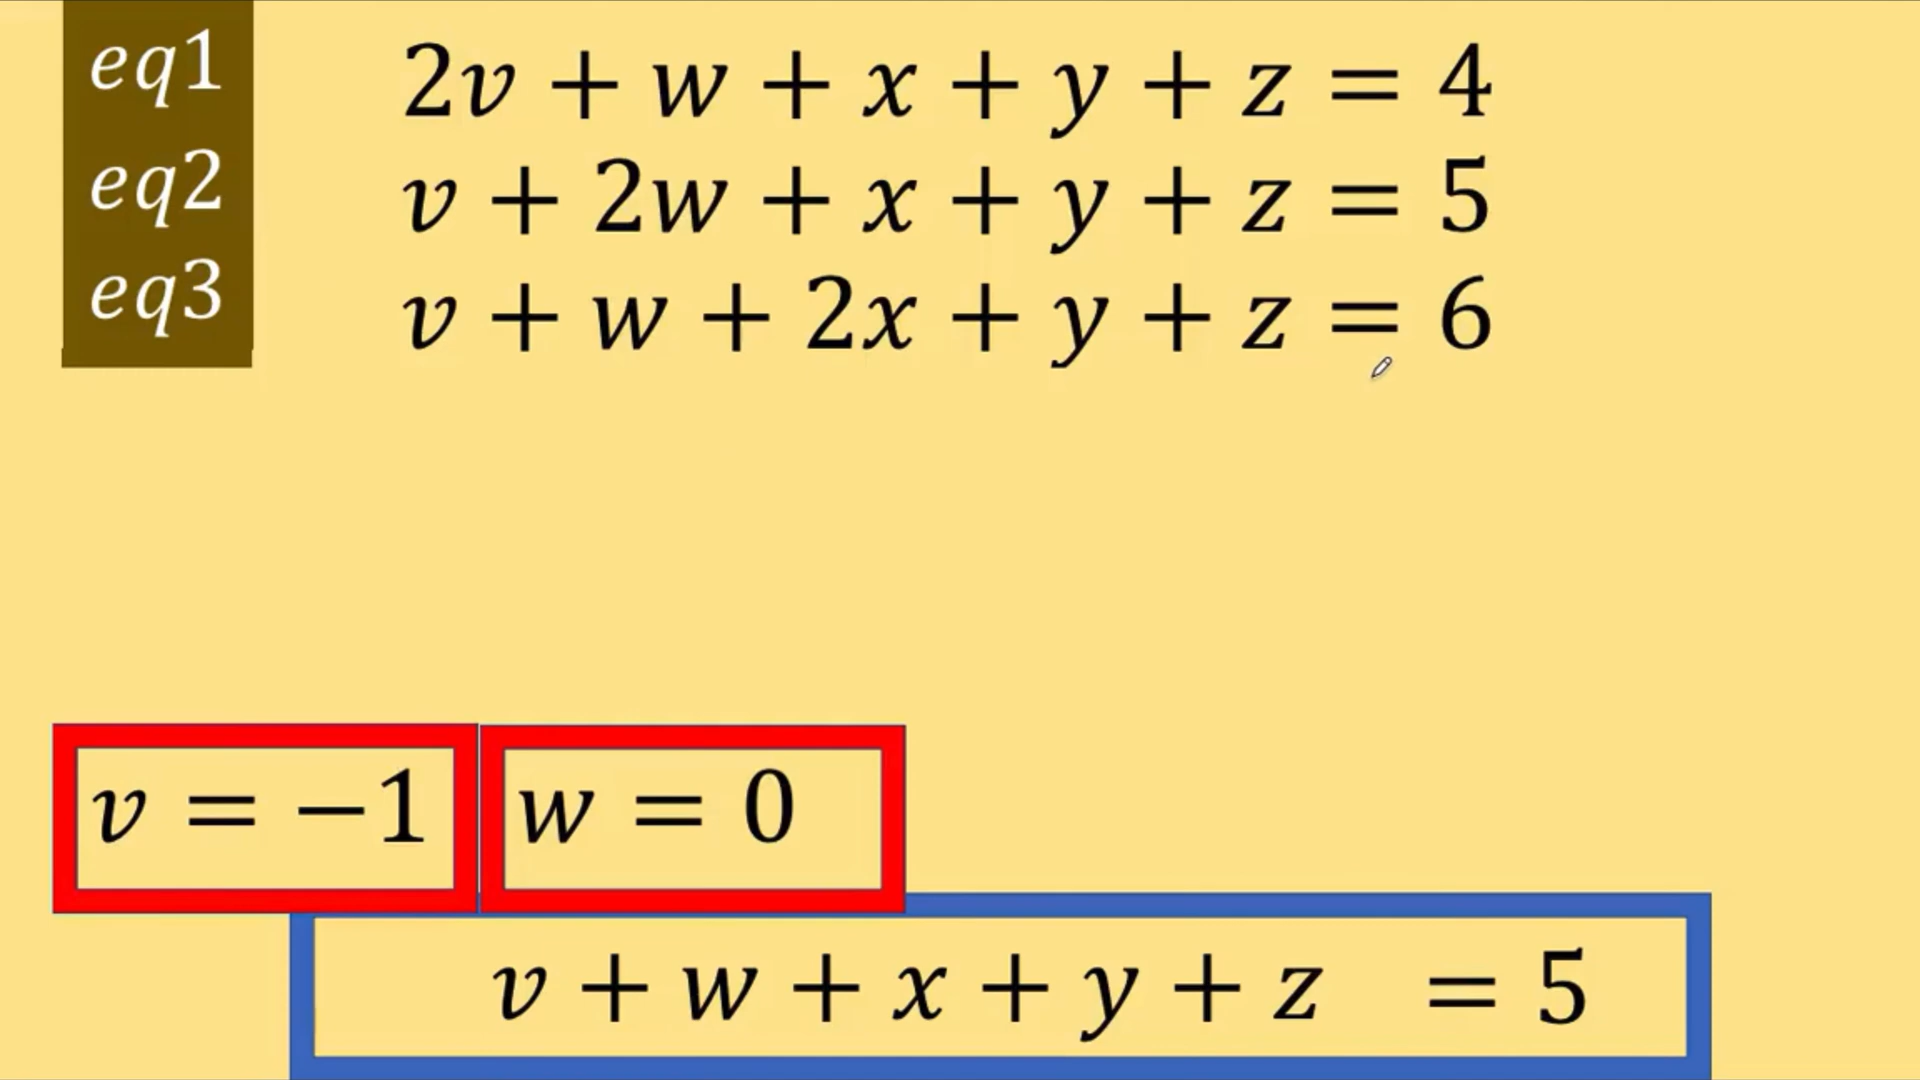 eq1 2v + w + x + y + z = 4
eq2 v + 2w + x + y + z = 5
eq3 v + w + 2x + y + z = 6
v = −1 w = 0
v + w + x + y + z = 5